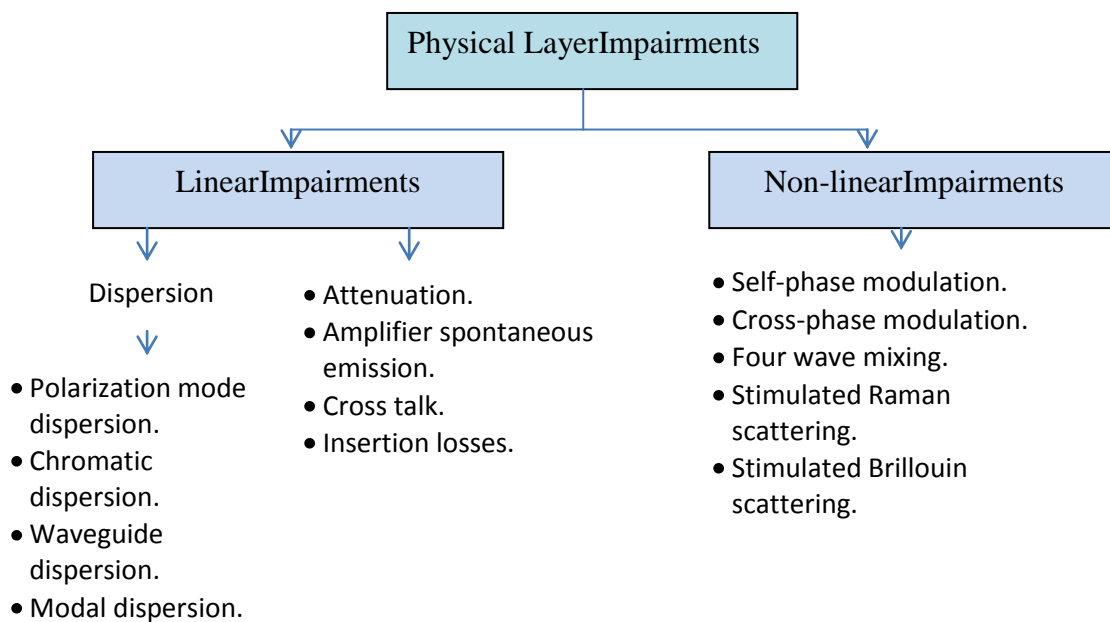 Physical LayerImpairments
LinearImpairments
Non-linearImpairments
Dispersion
• Polarization mode
dispersion.
• Chromatic
dispersion.
• Waveguide
dispersion.
• Modal dispersion.
• Attenuation.
• Amplifier spontaneous
emission.
• Cross talk.
• Insertion losses.
• Self-phase modulation.
• Cross-phase modulation.
• Four wave mixing.
• Stimulated Raman
scattering.
• Stimulated Brillouin
scattering.